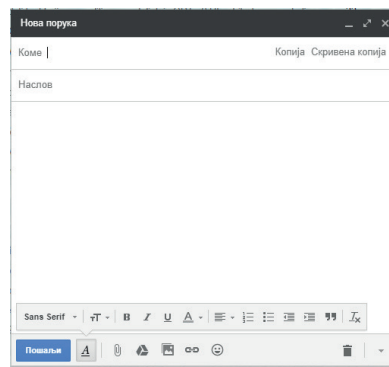 Нова порука
Коме Копија Скривена копија
Наслов
Sans Serif
Пошаљи